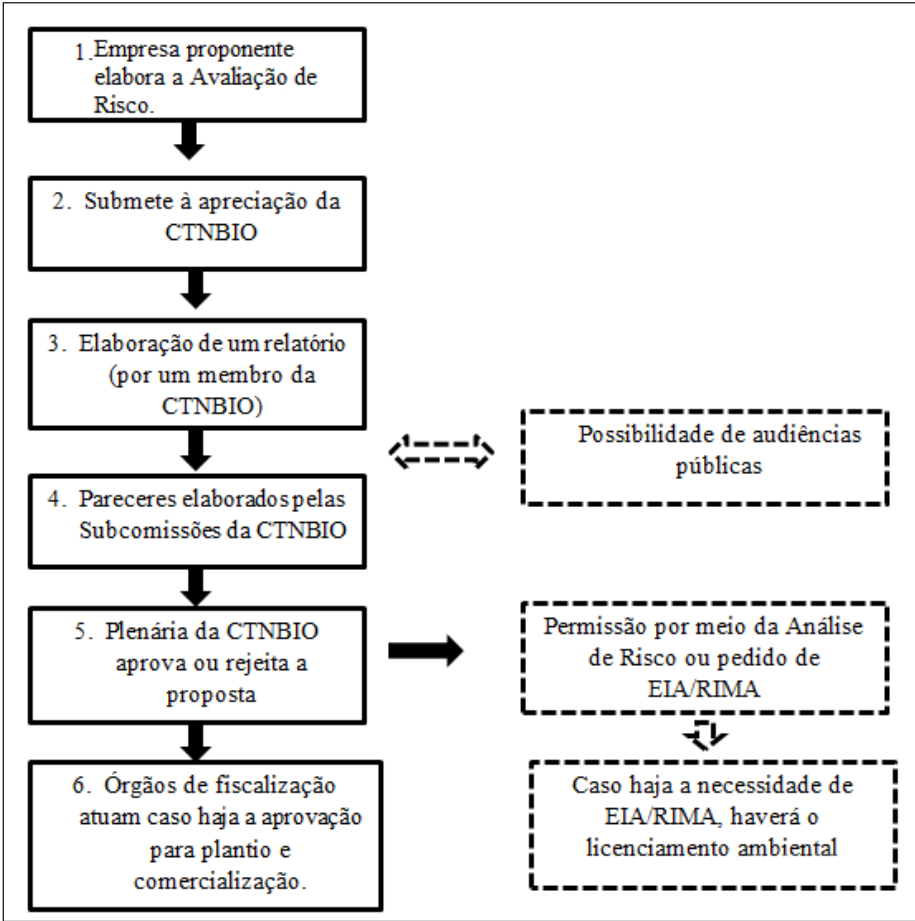 1. Empresa proponente
elabora a Avaliação de
Risco.
2. Submete à apreciação da
CTNBIO
3. Elaboração de um relatório
(por um membro da
CTNBIO)
Possibilidade de audiências
públicas
4. Pareceres elaborados pelas
Subcomissões da CTNBIO
5. Plenária da CTNBIO
aprova ou rejeita a
proposta
Permissão por meio da Análise
de Risco ou pedido de
EIA/RIMA
6. Órgãos de fiscalização
atuam caso haja a aprovação
para plantio e
comercialização.
Caso haja a necessidade de
EIA/RIMA, haverá o
licenciamento ambiental